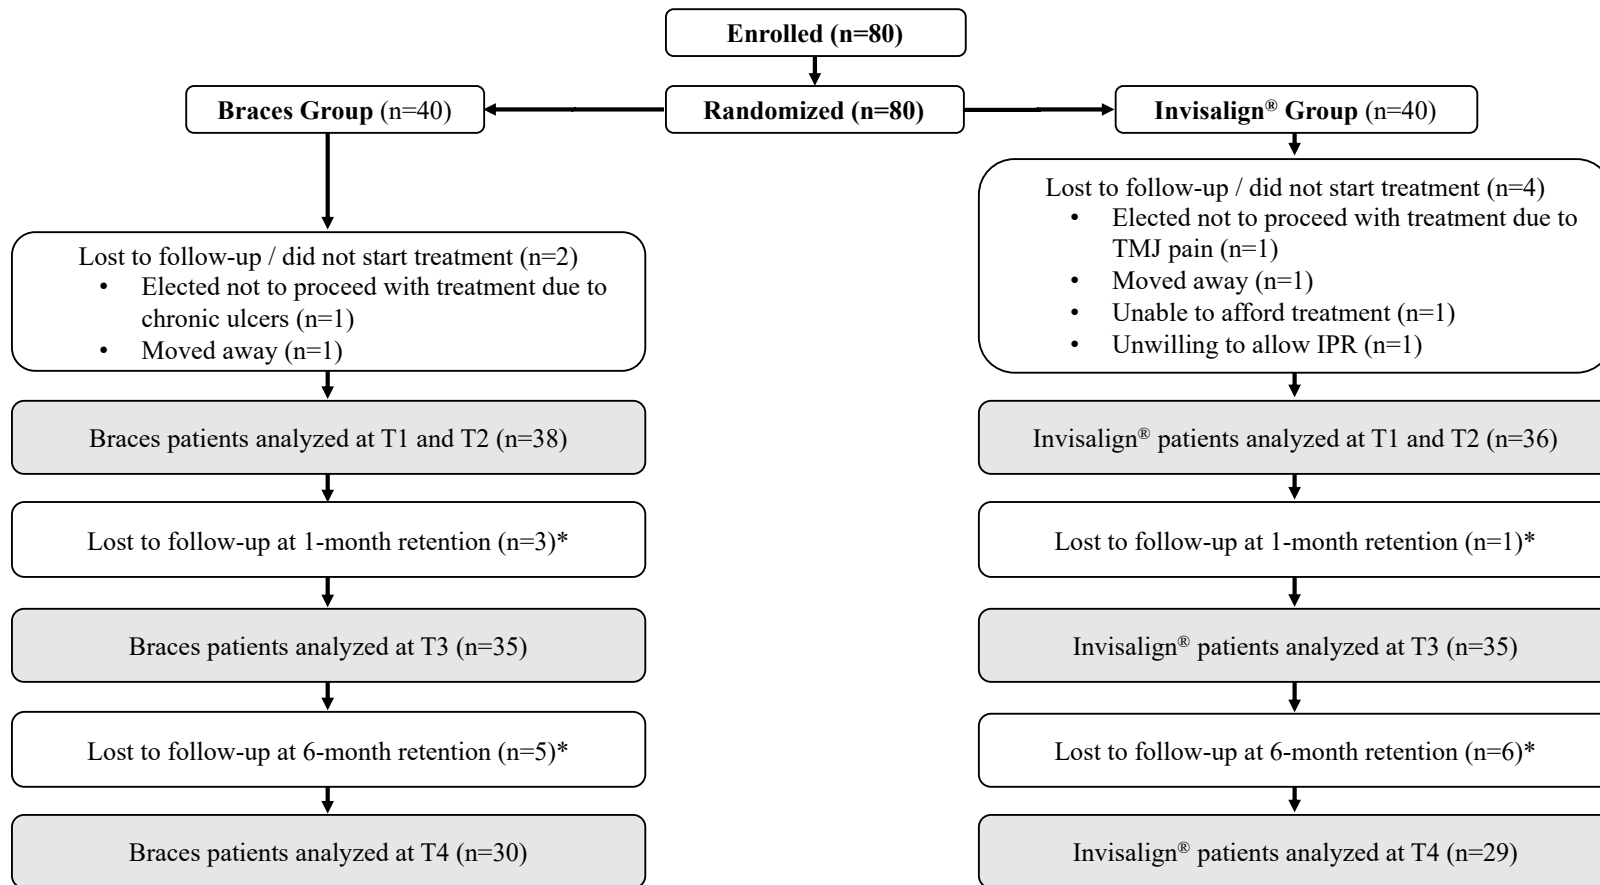 Enrolled (n=80)
Randomized (n=80)
Braces Group (n=40)
Lost to follow-up / did not start treatment (n=2)
• Elected not to proceed with treatment due to
chronic ulcers (n=1)
• Moved away (n=1)
Braces patients analyzed at T1 and T2 (n=38)
Lost to follow-up at 1-month retention (n=3)*
Braces patients analyzed at T3 (n=35)
Lost to follow-up at 6-month retention (n=5)*
Braces patients analyzed at T4 (n=30)
Invisalign® Group (n=40)
Lost to follow-up / did not start treatment (n=4)
• Elected not to proceed with treatment due to
TMJ pain (n=1)
• Moved away (n=1)
• Unable to afford treatment (n=1)
• Unwilling to allow IPR (n=1)
Invisalign® patients analyzed at T1 and T2 (n=36)
Lost to follow-up at 1-month retention (n=1)*
Invisalign® patients analyzed at T3 (n=35)
Lost to follow-up at 6-month retention (n=6)*
Invisalign® patients analyzed at T4 (n=29)